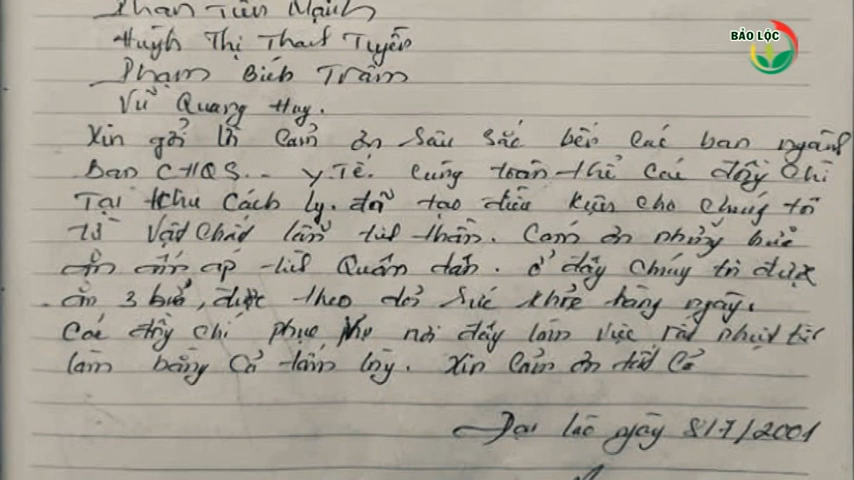 Phan Tiến Mạnh
BẢO LỘC
Huỳnh Thị Thanh Tuyền
Phạm Bích Trâm
Vũ Quang Huy.
Xin gởi lời cảm ơn sâu sắc đến các ban ngành
Ban CHQS.. Y Tế. Cùng toàn thể các đồng chí
Tại khu cách ly. đã tạo điều kiện cho chúng tôi
từ vật chất lẫn tinh thần. Cảm ơn những buổi
ăn ấm áp tình Quân dân. ở đây chúng tôi được
ăn 3 buổi, được theo dõi sức khỏe hàng ngày.
Các đồng chí phục vụ nơi đây làm việc rất nhiệt tình
làm bằng cả tấm lòng. Xin cảm ơn tất cả
Đại lào ngày 8/7/2001